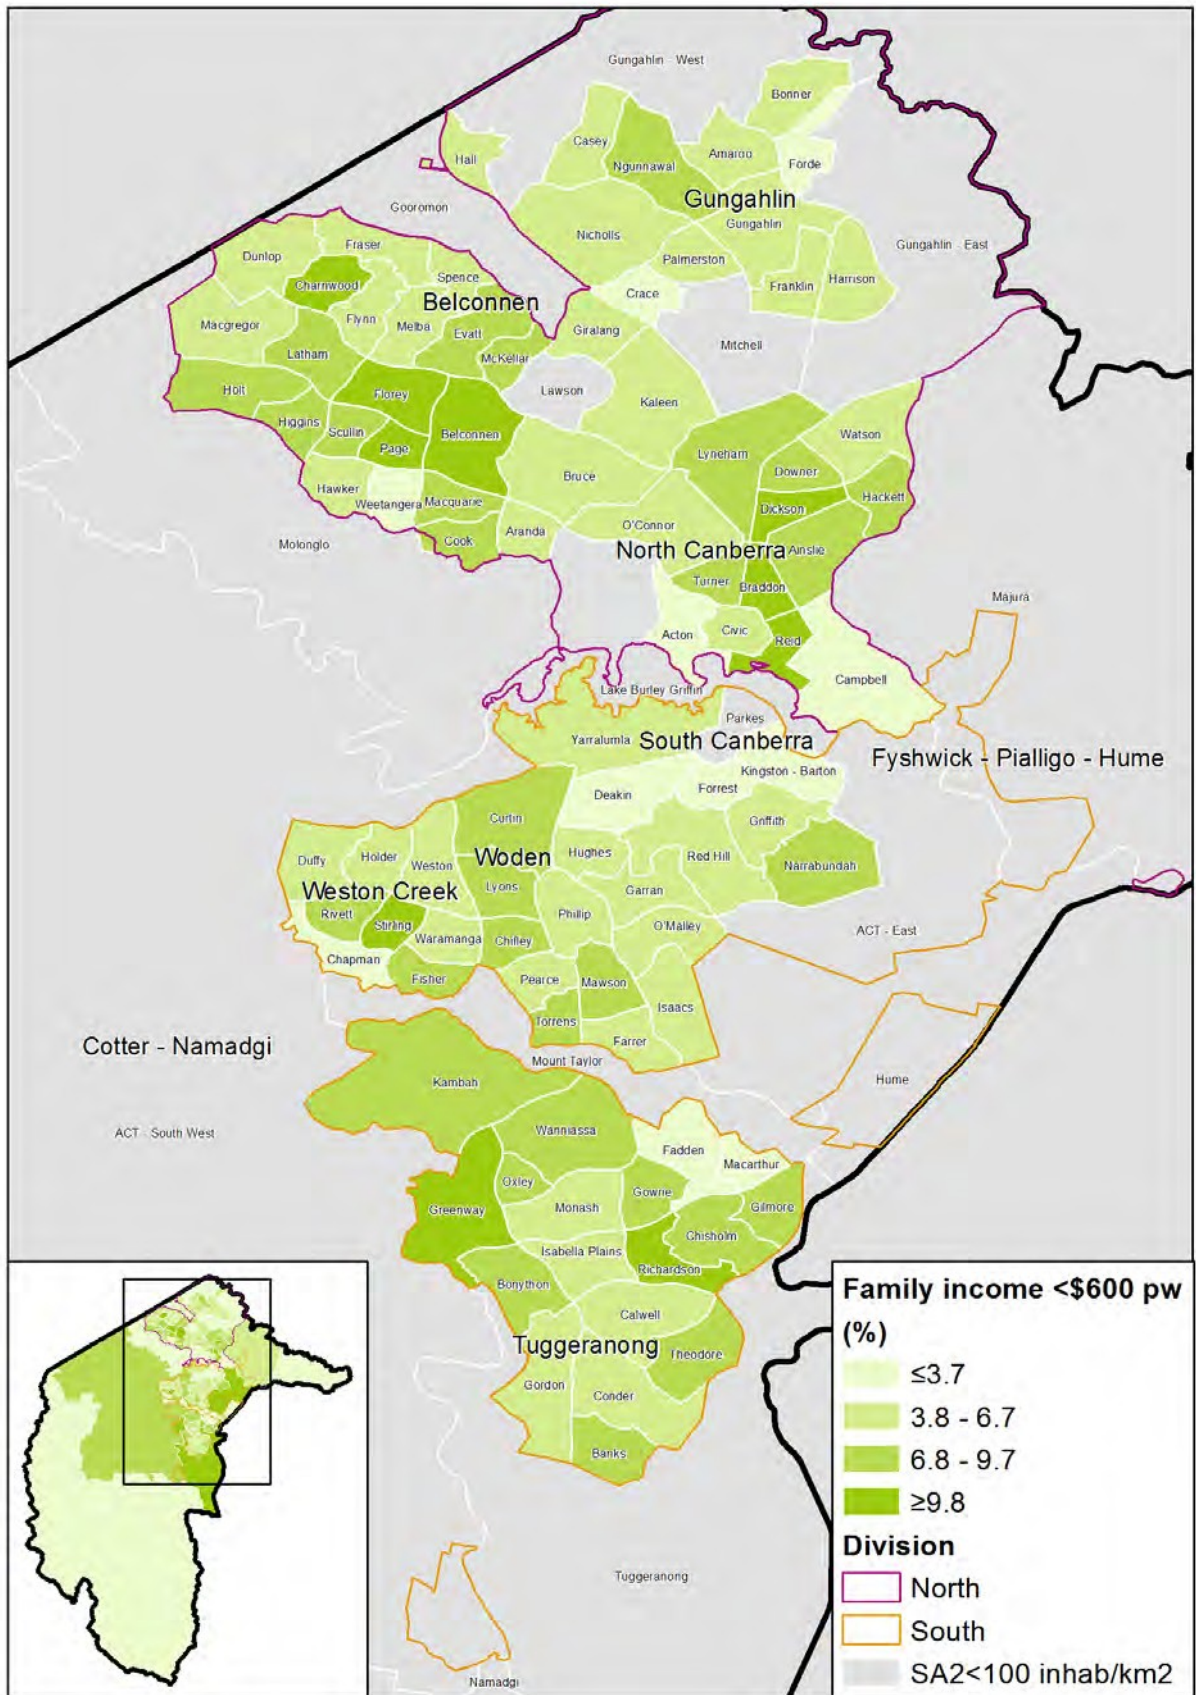 Gungahlin - West
Bonner
Casey
Amaroo
Hall
Ngunnawal
Forde
Gungahlin
Gooromon
Gungahlin
Nicholls
Fraser
Gungahlin - East
Dunlop
Palmerston
Spence
Harrison
Charnwood
Franklin
Crace
Belconnen
Flynn
Macgregor
Melba
Evatt
Giralang
Mitchell
Latham
McKellar
Holt
Florey
Lawson
Kaleen
Higgins
Scullin
Belconnen
Watson
Page
Lyneham
Downer
Bruce
Hawker
Hackett
Weetangera
Macquarie
Dickson
O'Connor
Aranda
Cook
Molonglo
North Canberra
Ainslie
Turner
Braddon
Majura
Civic
Acton
Reid
Campbell
Lake Burley Griffin
Parkes
Yarralumla
South Canberra
Fyshwick - Pialligo - Hume
Kingston - Barton
Deakin
Forrest
Curtin
Griffith
Duffy
Holder
Weston
Woden
Hughes
Red Hill
Narrabundah
Weston Creek
Lyons
Garran
Rivett
Phillip
Stirling
O'Malley
ACT - East
Waramanga
Chifley
Chapman
Fisher
Pearce
Mawson
Isaacs
Torrens
Farrer
Cotter - Namadgi
Mount Taylor
Kambah
Hume
ACT - South West
Wanniassa
Fadden
Macarthur
Oxley
Gowrie
Greenway
Monash
Gilmore
Chisholm
Isabella Plains
Richardson
Bonython
Calwell
Tuggeranong
Theodore
Gordon
Conder
Banks
Tuggeranong
Namadgi
Family income <$600 pw
(%)
≤3.7
3.8 - 6.7
6.8 - 9.7
≥9.8
Division
North
South
SA2<100 inhab/km2